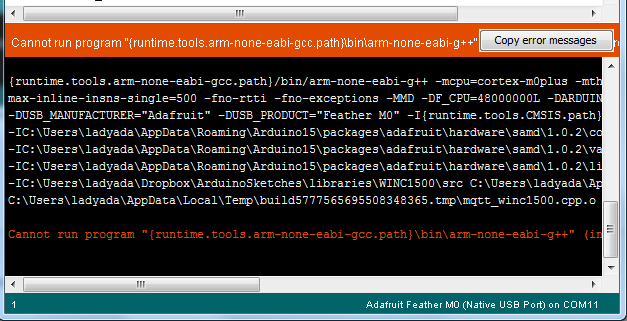 Cannot run program "{runtime.tools.arm-none-eabi-gcc.path}\bin\arm-none-eabi-g++"
Copy error messages
{runtime.tools.arm-none-eabi-gcc.path}/bin/arm-none-eabi-g++ -mcpu=cortex-m0plus -mth
max-inline-insns-single=500 -fno-rtti -fno-exceptions -MMD -DF_CPU=48000000L -DARDUIN
-DUSB_MANUFACTURER="Adafruit" -DUSB_PRODUCT="Feather M0" -I{runtime.tools.CMSIS.path}
-IC:\Users\ladyada\AppData\Roaming\Arduino15\packages\adafruit\hardware\samd\1.0.2\co
-IC:\Users\ladyada\AppData\Roaming\Arduino15\packages\adafruit\hardware\samd\1.0.2\va
-IC:\Users\ladyada\AppData\Roaming\Arduino15\packages\adafruit\hardware\samd\1.0.2\li
-IC:\Users\ladyada\Dropbox\ArduinoSketches\libraries\WINC1500\src C:\Users\ladyada\Ap
C:\Users\ladyada\AppData\Local\Temp\build5777565695508348365.tmp\mqtt_winc1500.cpp.o
Cannot run program "{runtime.tools.arm-none-eabi-gcc.path}\bin\arm-none-eabi-g++" (in
1
Adafruit Feather M0 (Native USB Port) on COM11